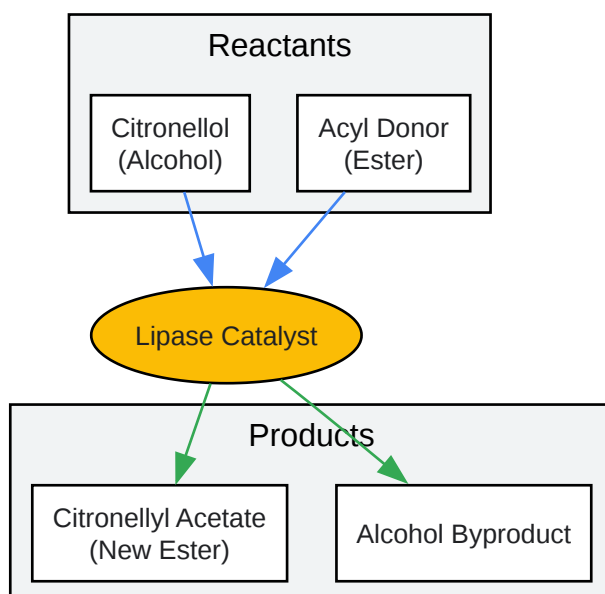 Reactants
Citronellol
(Alcohol)
Acyl Donor
(Ester)
Lipase Catalyst
Products
Citronellyl Acetate
(New Ester)
Alcohol Byproduct